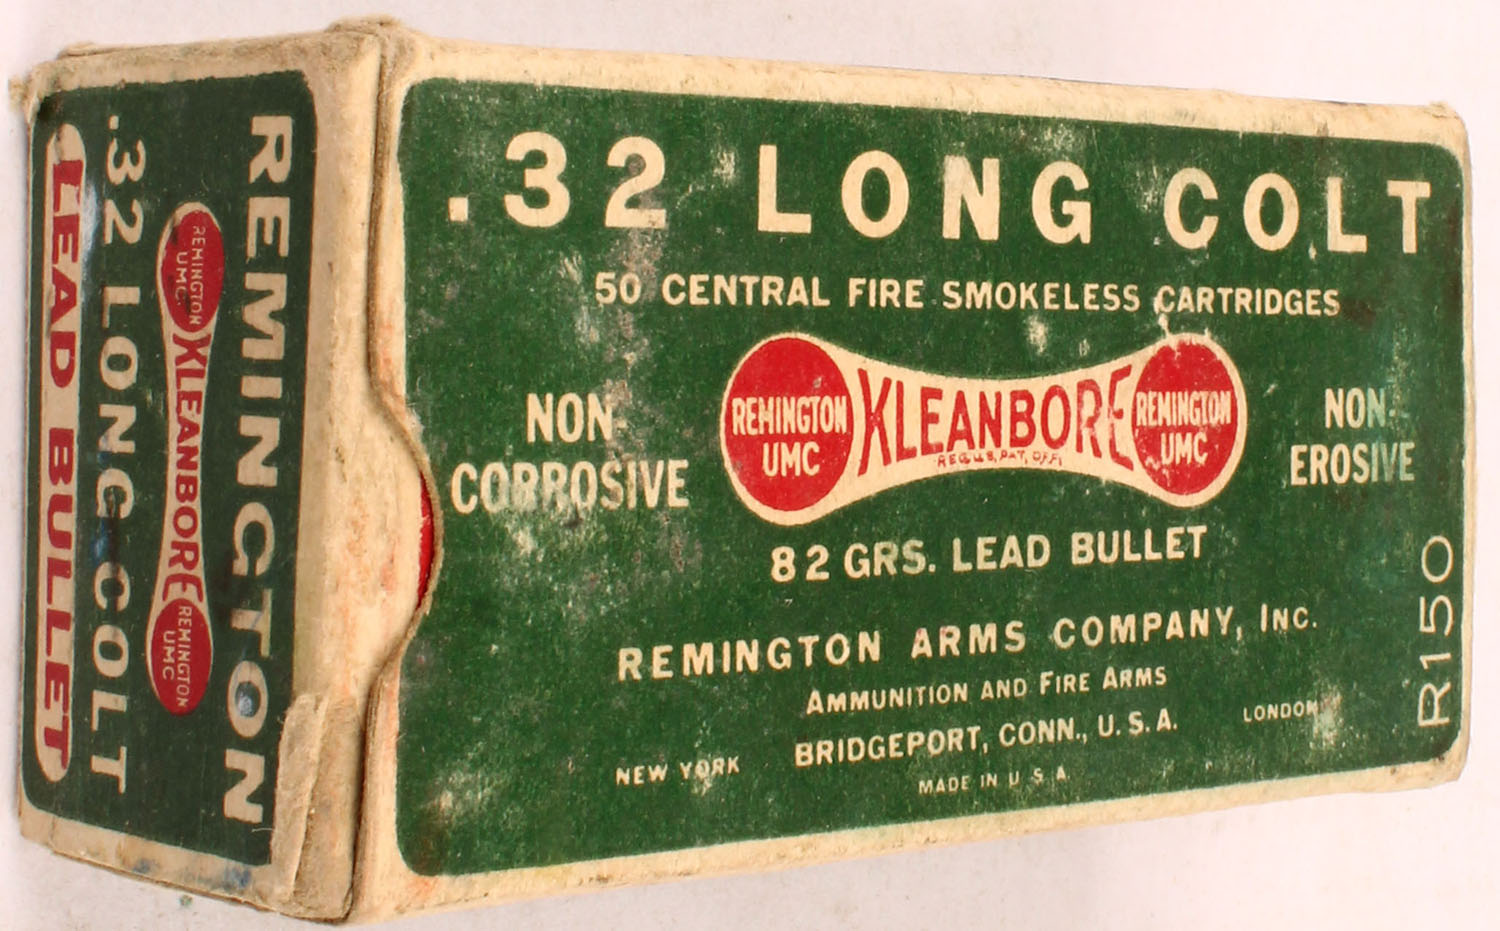 .32 LONG COLT
50 CENTRAL FIRE SMOKELESS CARTRIDGES
NON-
CORROSIVE
REMINGTON
UMC
KLEANBORE
REG. U.S. PAT. OFF.
REMINGTON
UMC
NON-
EROSIVE
82 GRS. LEAD BULLET
REMINGTON ARMS COMPANY, INC.
AMMUNITION AND FIRE ARMS
BRIDGEPORT, CONN., U.S.A.
NEW YORK
LONDON
MADE IN U S A
R150
REMINGTON
REMINGTON
UMC
KLEANBORE
REMINGTON
UMC
.32 LONG COLT
LEAD BULLET